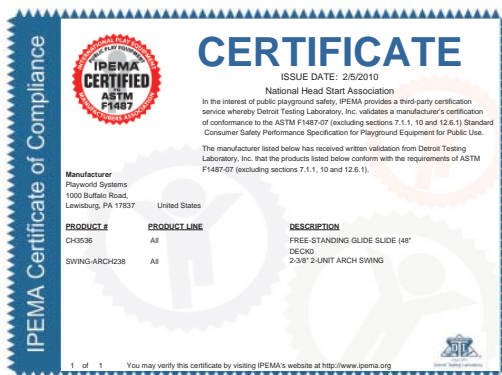 IPEMA Certificate of Compliance
INTERNATIONAL PLAY EQUIPMENT
PUBLIC PLAY EQUIPMENT
IPEMA
CERTIFIED
TO
ASTM
F1487
MANUFACTURERS ASSOCIATION
CERTIFICATE
ISSUE DATE: 2/5/2010
National Head Start Association
In the interest of public playground safety, IPEMA provides a third-party certification
service whereby Detroit Testing Laboratory, Inc. validates a manufacturer's certification
of conformance to the ASTM F1487-07 (excluding sections 7.1.1, 10 and 12.6.1) Standard
Consumer Safety Performance Specification for Playground Equipment for Public Use.
The manufacturer listed below has received written validation from Detroit Testing
Laboratory, Inc. that the products listed below conform with the requirements of ASTM
F1487-07 (excluding sections 7.1.1, 10 and 12.6.1).
Manufacturer
Playworld Systems
1000 Buffalo Road,
Lewisburg, PA 17837 United States
PRODUCT # PRODUCT LINE DESCRIPTION
CH3536 All FREE-STANDING GLIDE SLIDE (48"
DECK0
SWING-ARCH238 All 2-3/8" 2-UNIT ARCH SWING
DTL
Detroit Testing Laboratory
1 of 1 You may verify this certificate by visiting IPEMA's website at http://www.ipema.org